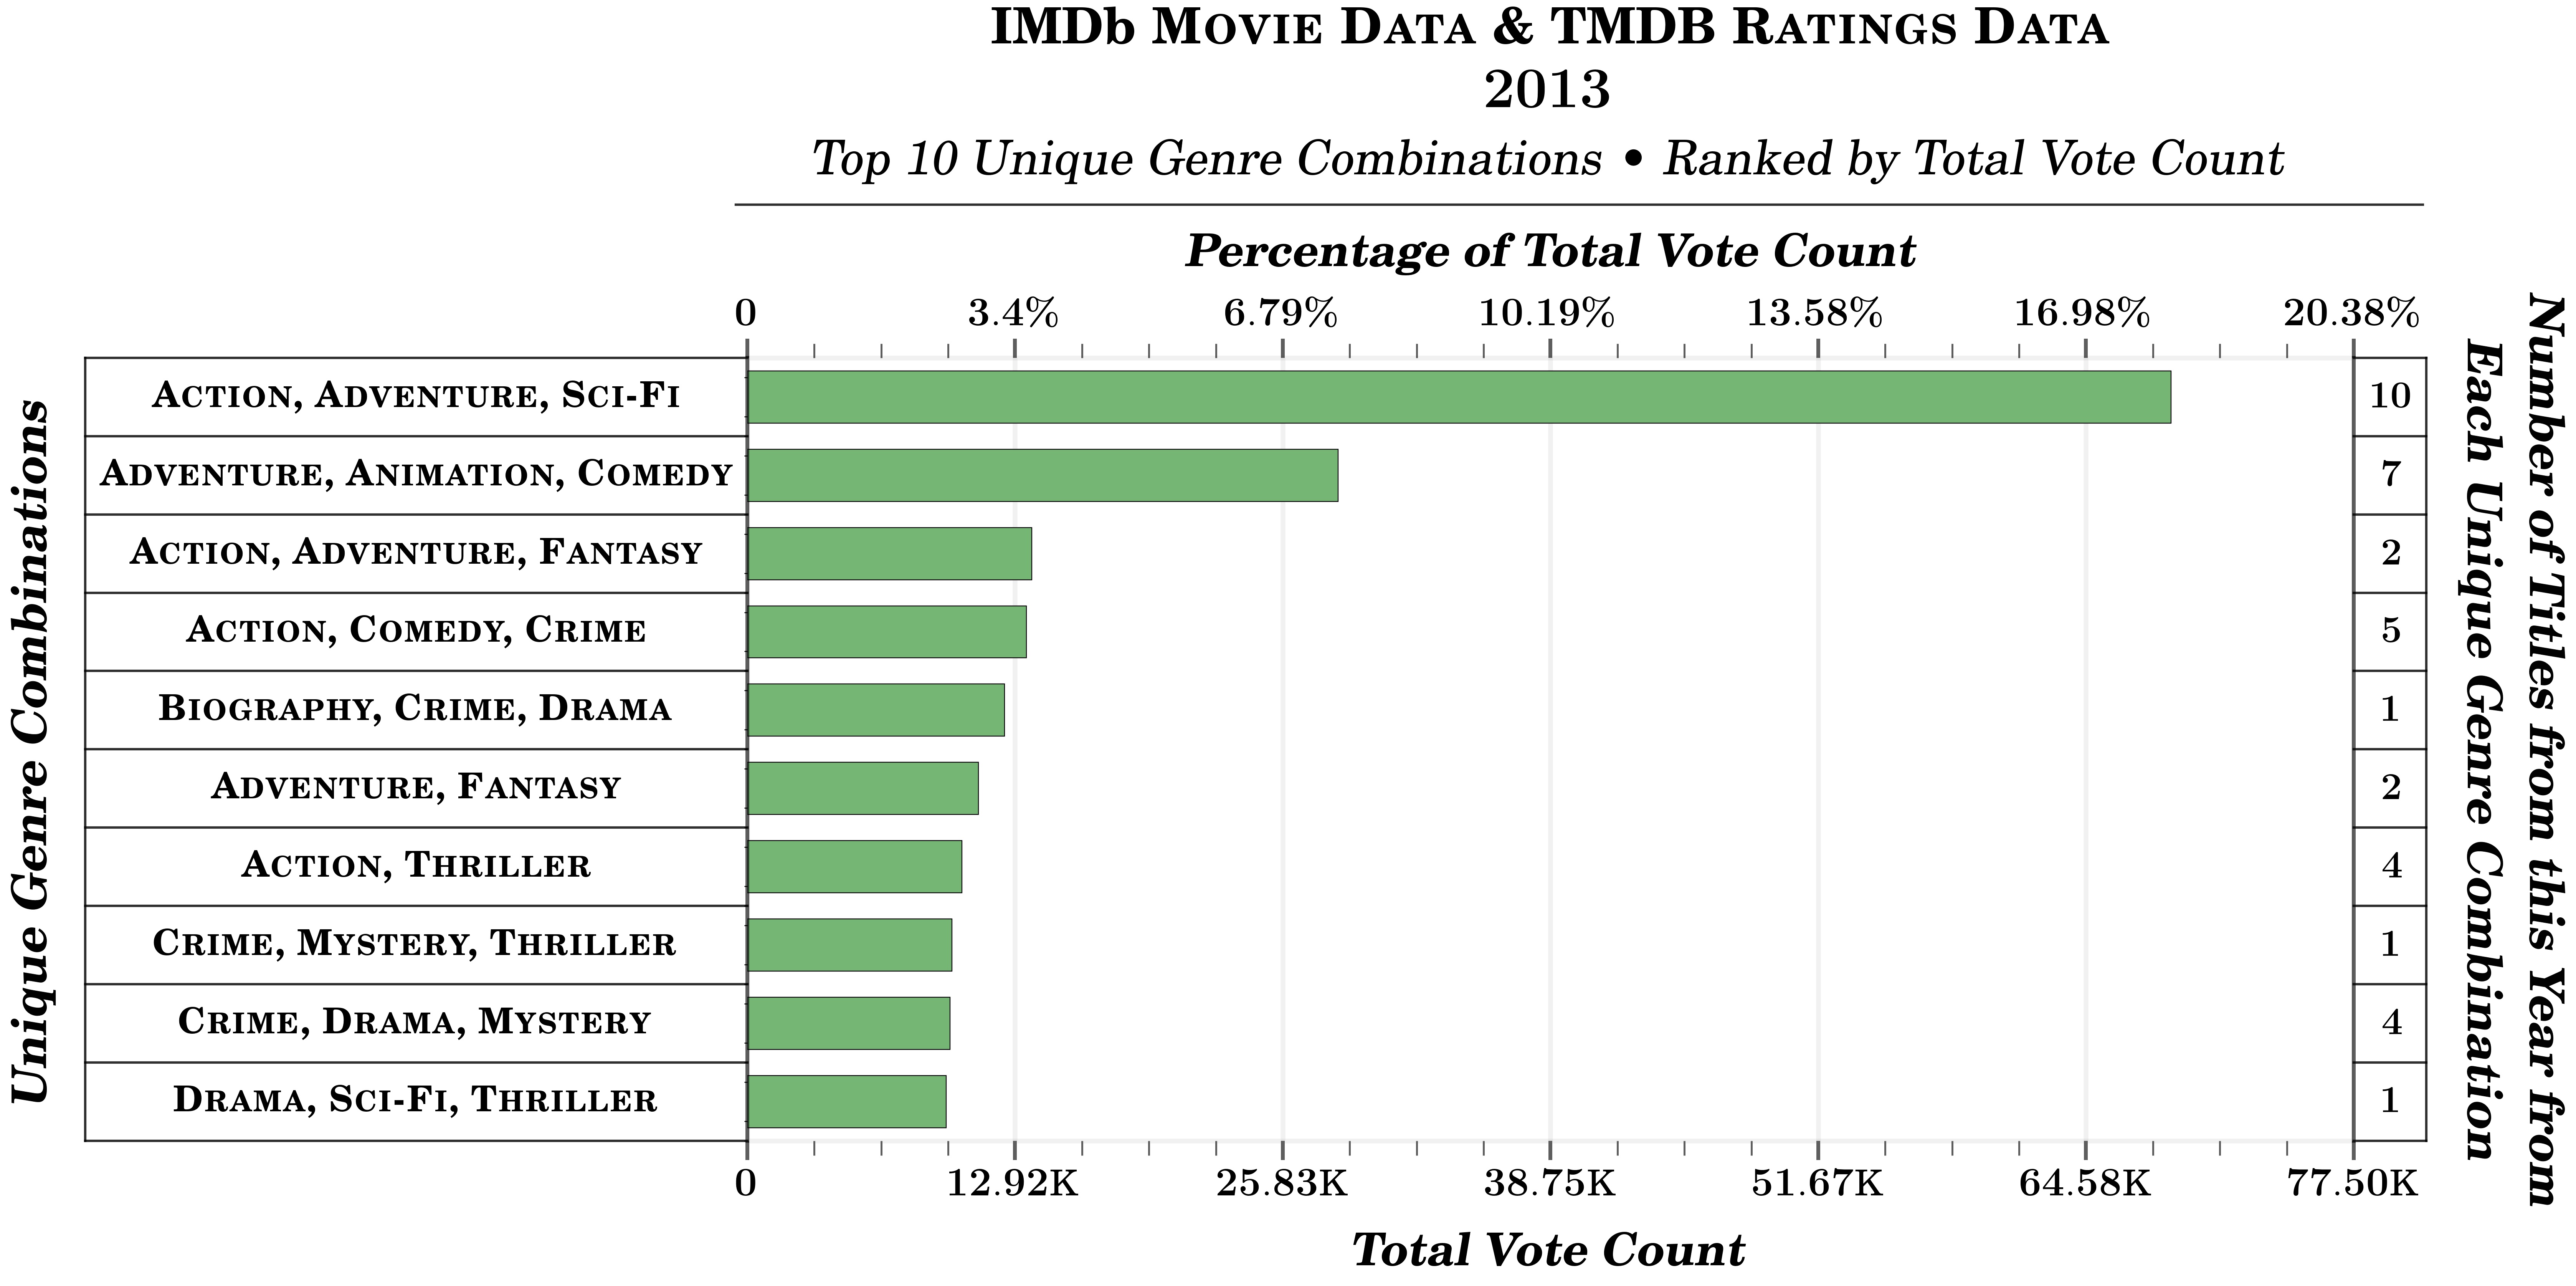 IMDb Movie Data & TMDB Ratings Data
2013
Top 10 Unique Genre Combinations • Ranked by Total Vote Count
Percentage of Total Vote Count
0 3.4% 6.79% 10.19% 13.58% 16.98% 20.38%
Unique Genre Combinations
Action, Adventure, Sci-Fi 10
Adventure, Animation, Comedy 7
Action, Adventure, Fantasy 2
Action, Comedy, Crime 5
Biography, Crime, Drama 1
Adventure, Fantasy 2
Action, Thriller 4
Crime, Mystery, Thriller 1
Crime, Drama, Mystery 4
Drama, Sci-Fi, Thriller 1
Number of Titles from this Year from
Each Unique Genre Combination
0 12.92K 25.83K 38.75K 51.67K 64.58K 77.50K
Total Vote Count